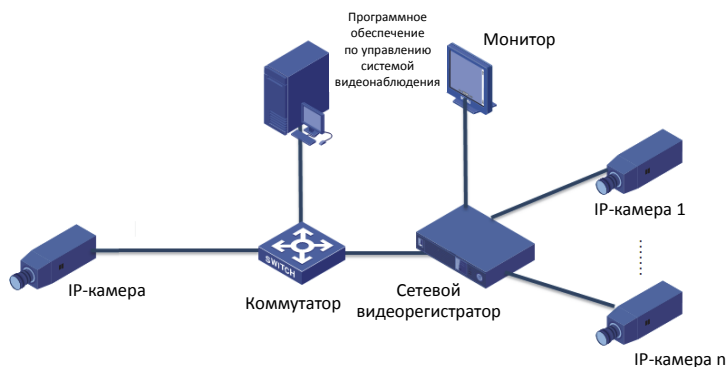 Программное
обеспечение
по управлению
системой
видеонаблюдения
Монитор
IP-камера 1
IP-камера
SWITCH
Коммутатор
Сетевой
видеорегистратор
IP-камера n